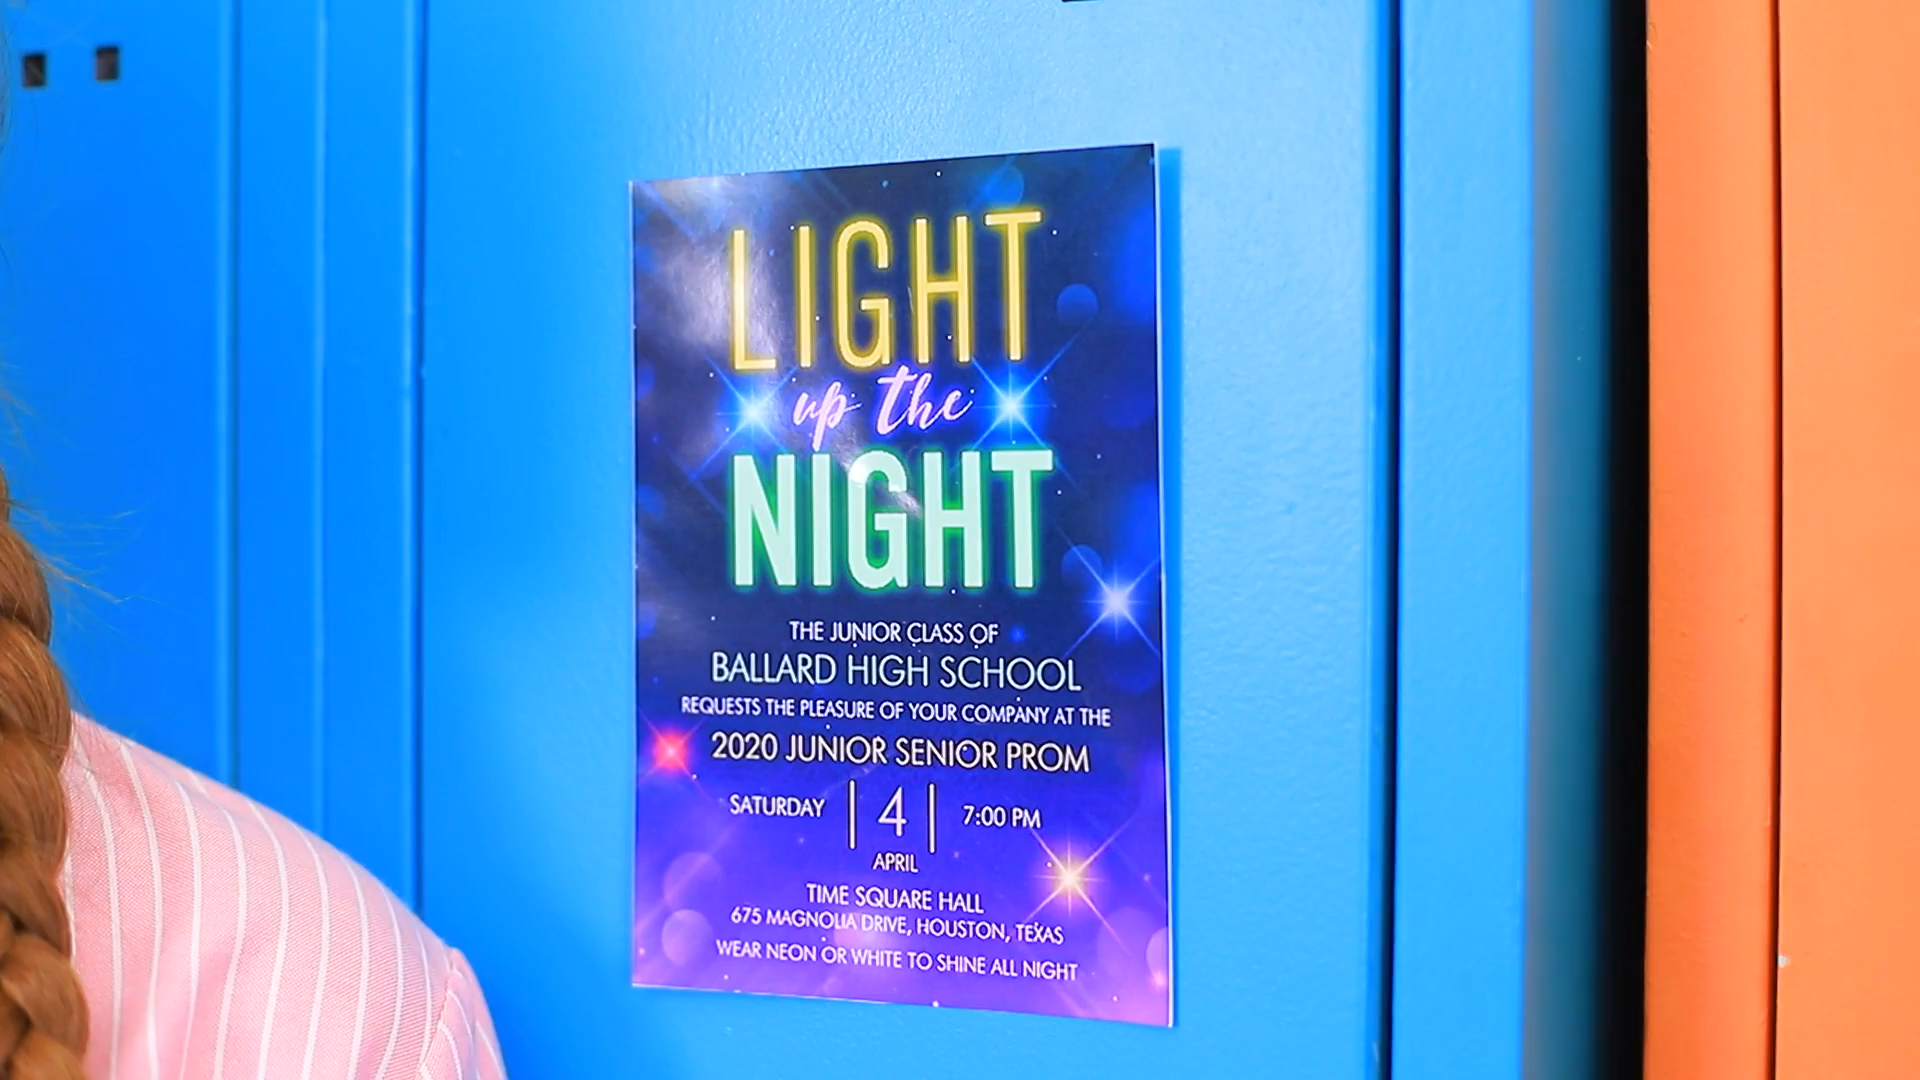 LIGHT
up the
NIGHT
THE JUNIOR CLASS OF
BALLARD HIGH SCHOOL
REQUESTS THE PLEASURE OF YOUR COMPANY AT THE
2020 JUNIOR SENIOR PROM
SATURDAY | 4 | 7:00 PM
APRIL
TIME SQUARE HALL
675 MAGNOLIA DRIVE, HOUSTON, TEXAS
WEAR NEON OR WHITE TO SHINE ALL NIGHT